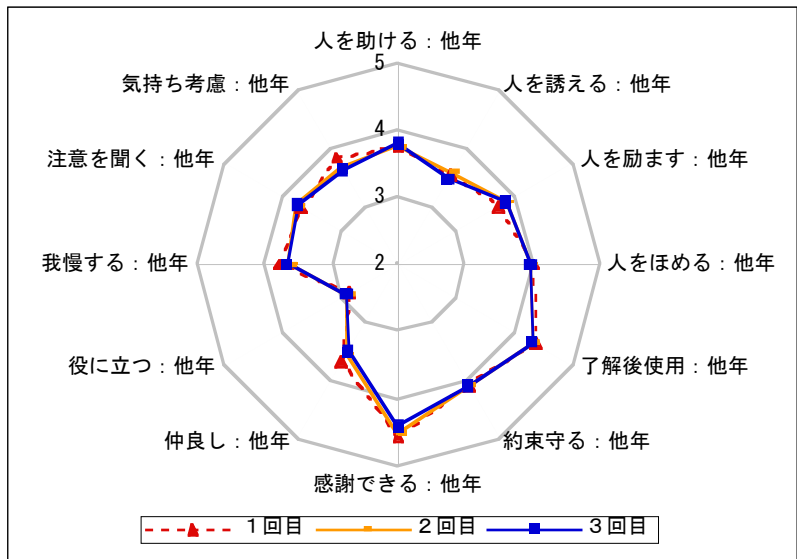 人を助ける：他年
人を誘える：他年
人を励ます：他年
人をほめる：他年
了解後使用：他年
約束守る：他年
感謝できる：他年
仲良し：他年
役に立つ：他年
我慢する：他年
注意を聞く：他年
気持ち考慮：他年
5
4
3
2
１回目
２回目
３回目